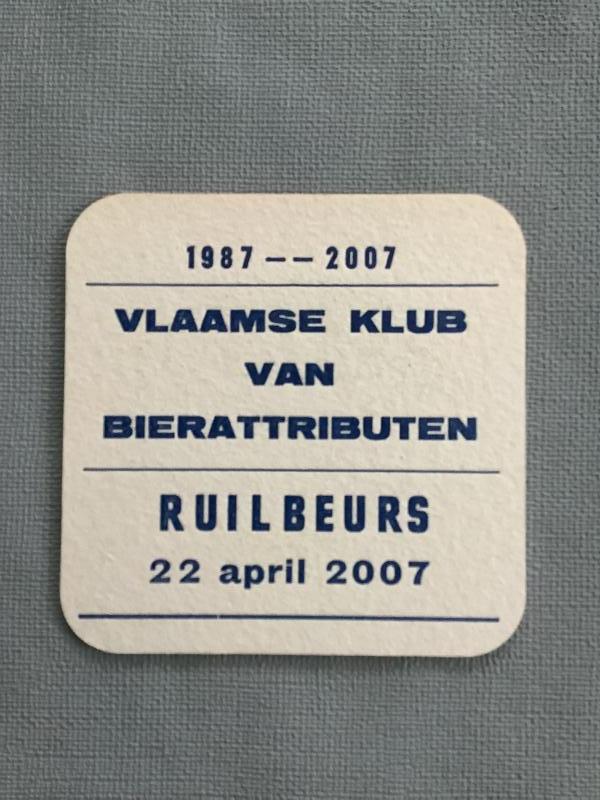 1987 —— 2007
VLAAMSE KLUB
VAN
BIERATTRIBUTEN
RUILBEURS
22 april 2007